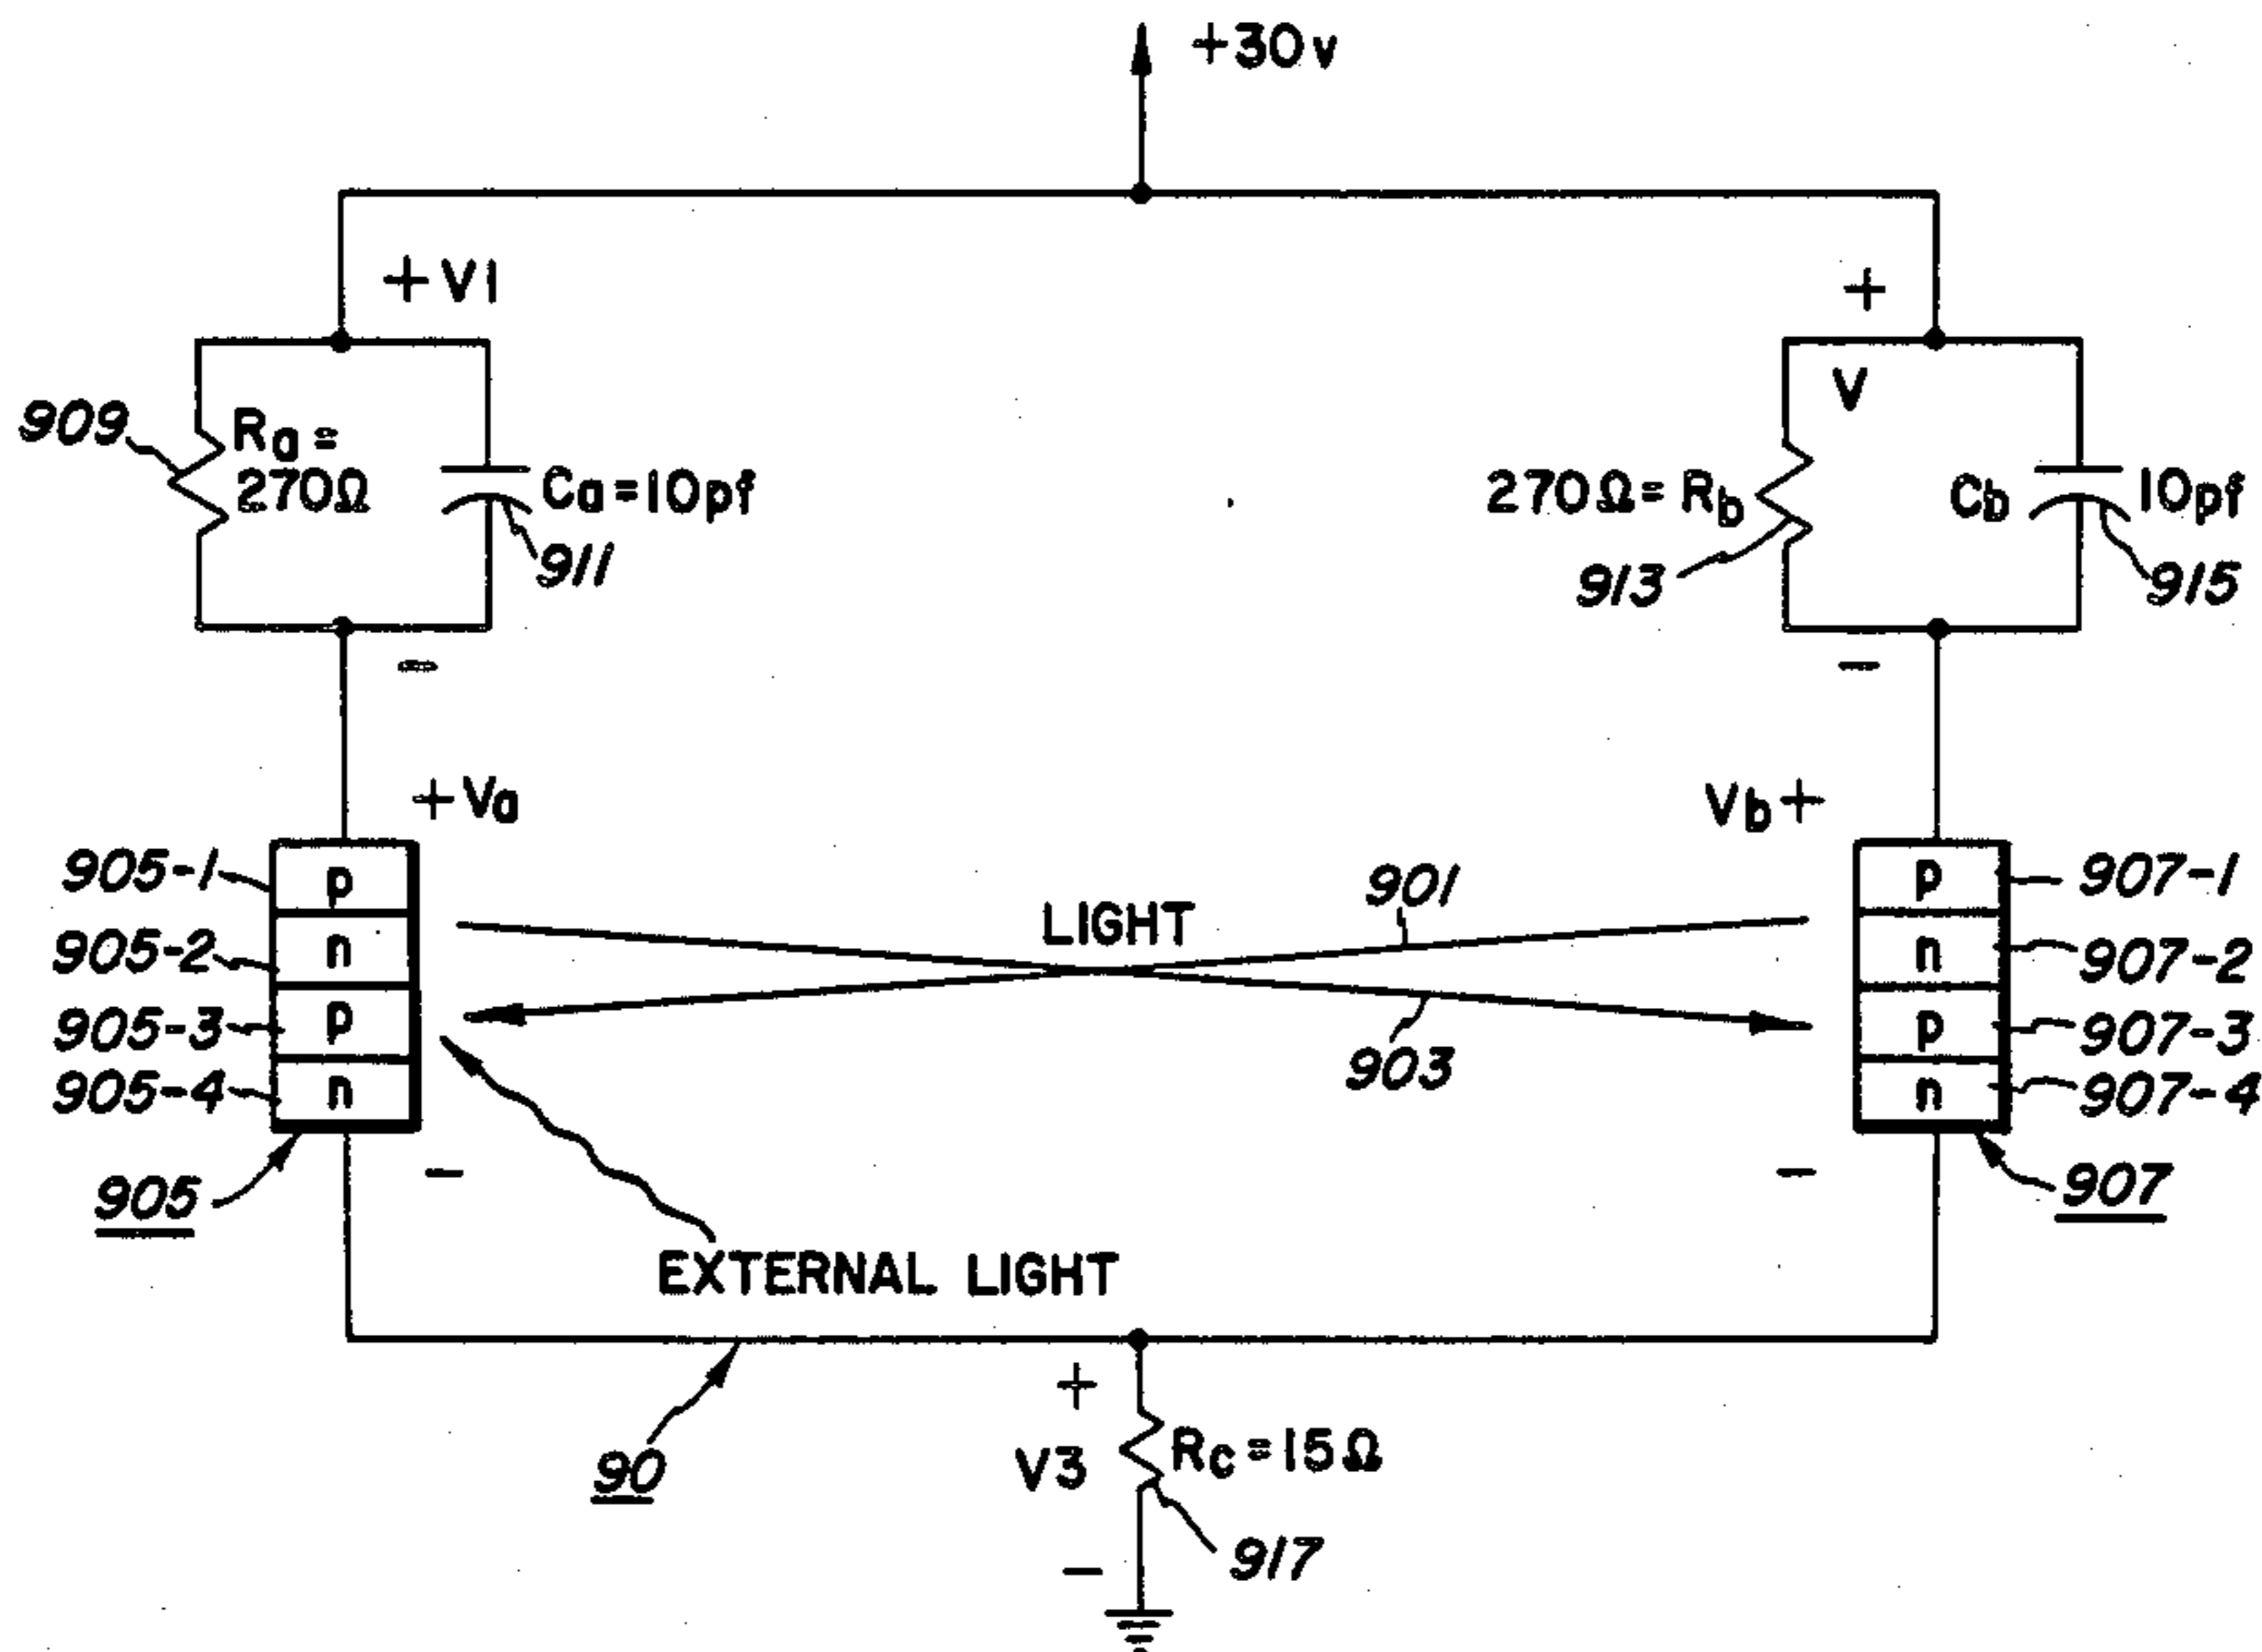 +30v
+V1
+
909
Ra =
270Ω
Ca=10pf
911
V
270Ω= Rb
Cb 10pf
913
915
-
-
+Va
Vb+
905-1
p
905-2
n
905-3
p
905-4
n
LIGHT
901
903
p
907-1
n
907-2
p
907-3
n
907-4
-
-
905
907
EXTERNAL LIGHT
90
+
V3
Rc=15Ω
-
917